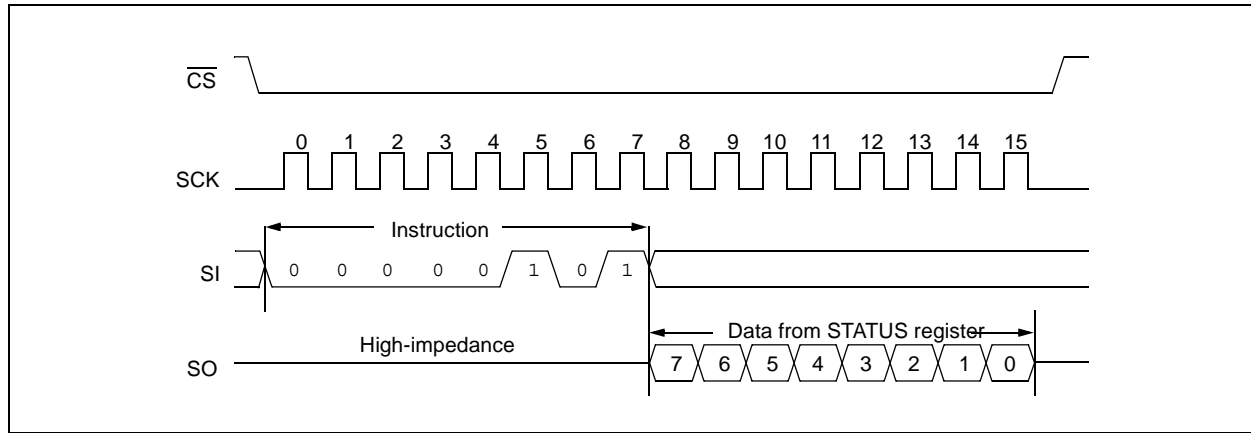 CS
0 1 2 3 4 5 6 7 8 9 10 11 12 13 14 15
SCK
Instruction
SI 0 0 0 0 0 1 0 1
Data from STATUS register
High-impedance
SO 7 6 5 4 3 2 1 0